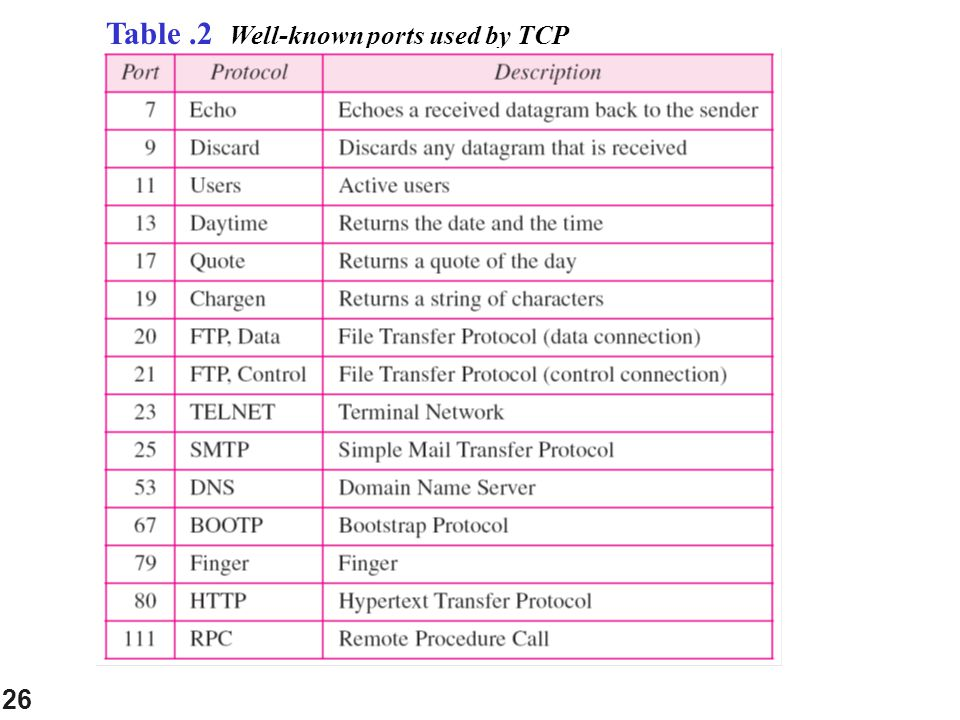 Table .2 Well-known ports used by TCP
Port Protocol Description
7 Echo Echoes a received datagram back to the sender
9 Discard Discards any datagram that is received
11 Users Active users
13 Daytime Returns the date and the time
17 Quote Returns a quote of the day
19 Chargen Returns a string of characters
20 FTP, Data File Transfer Protocol (data connection)
21 FTP, Control File Transfer Protocol (control connection)
23 TELNET Terminal Network
25 SMTP Simple Mail Transfer Protocol
53 DNS Domain Name Server
67 BOOTP Bootstrap Protocol
79 Finger Finger
80 HTTP Hypertext Transfer Protocol
111 RPC Remote Procedure Call
26